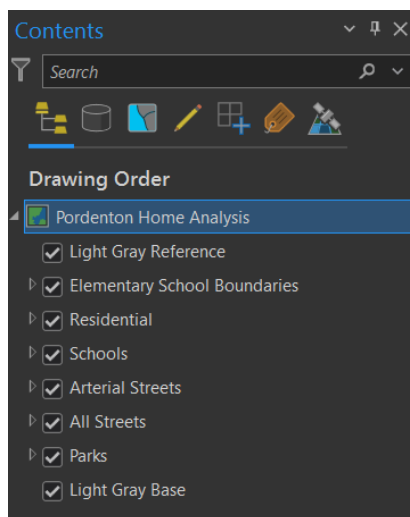 Contents
Search
Drawing Order
Pordenton Home Analysis
Light Gray Reference
Elementary School Boundaries
Residential
Schools
Arterial Streets
All Streets
Parks
Light Gray Base